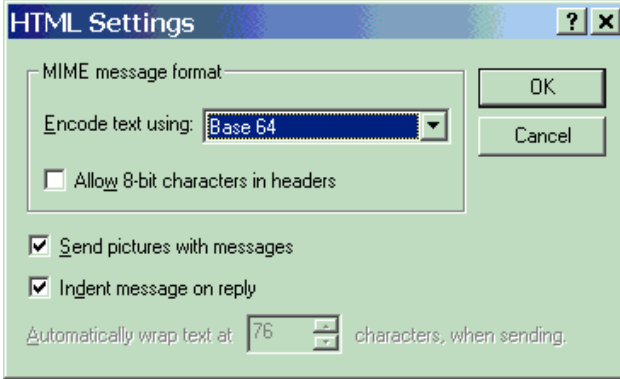 HTML Settings
MIME message format
OK
Encode text using: Base 64
Cancel
Allow 8-bit characters in headers
Send pictures with messages
Indent message on reply
Automatically wrap text at 76 characters, when sending.